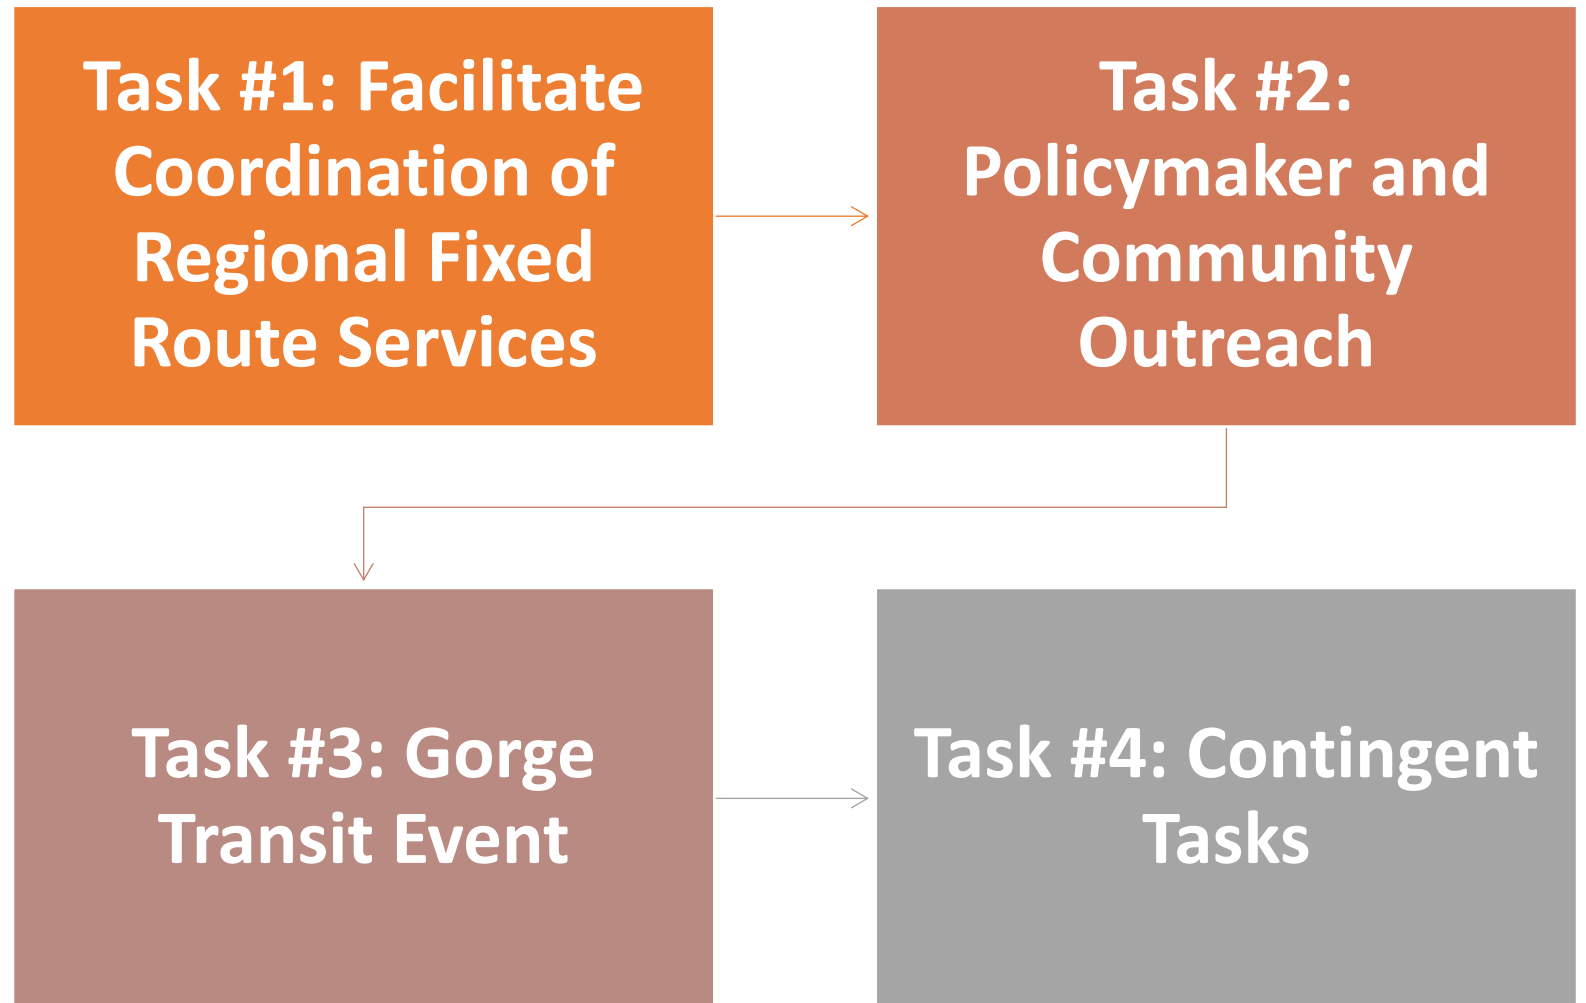 Task #1: Facilitate
Coordination of
Regional Fixed
Route Services
Task #2:
Policymaker and
Community
Outreach
Task #3: Gorge
Transit Event
Task #4: Contingent
Tasks